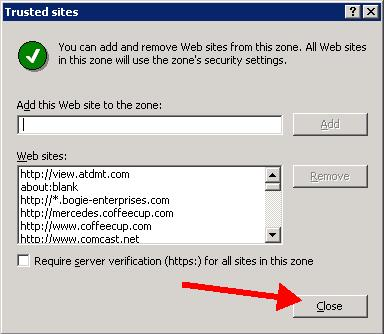 Trusted sites
You can add and remove Web sites from this zone. All Web sites
in this zone will use the zone's security settings.
Add this Web site to the zone:
Add
Web sites:
http://view.atdmt.com
about:blank
http://*.bogie-enterprises.com
http://mercedes.coffeecup.com
http://www.coffeecup.com
http://www.comcast.net
Remove
Require server verification (https:) for all sites in this zone
Close